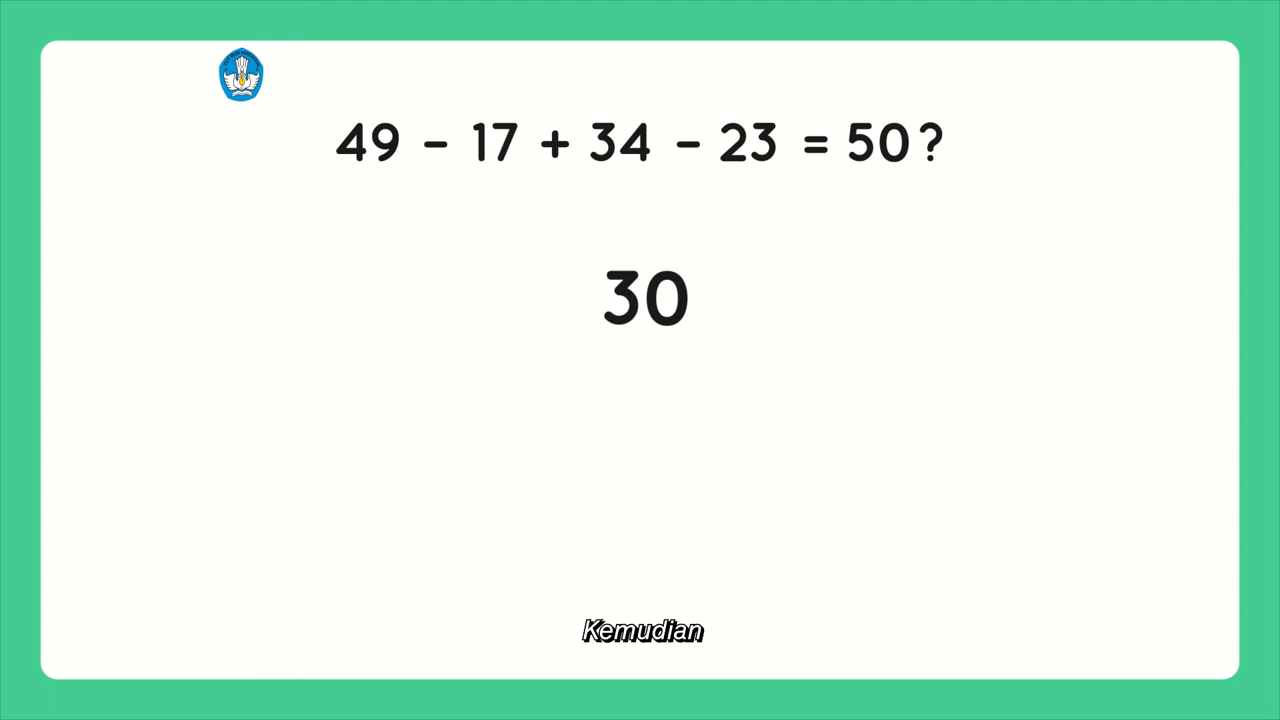 49 – 17 + 34 – 23 = 50?
30
Kemudian